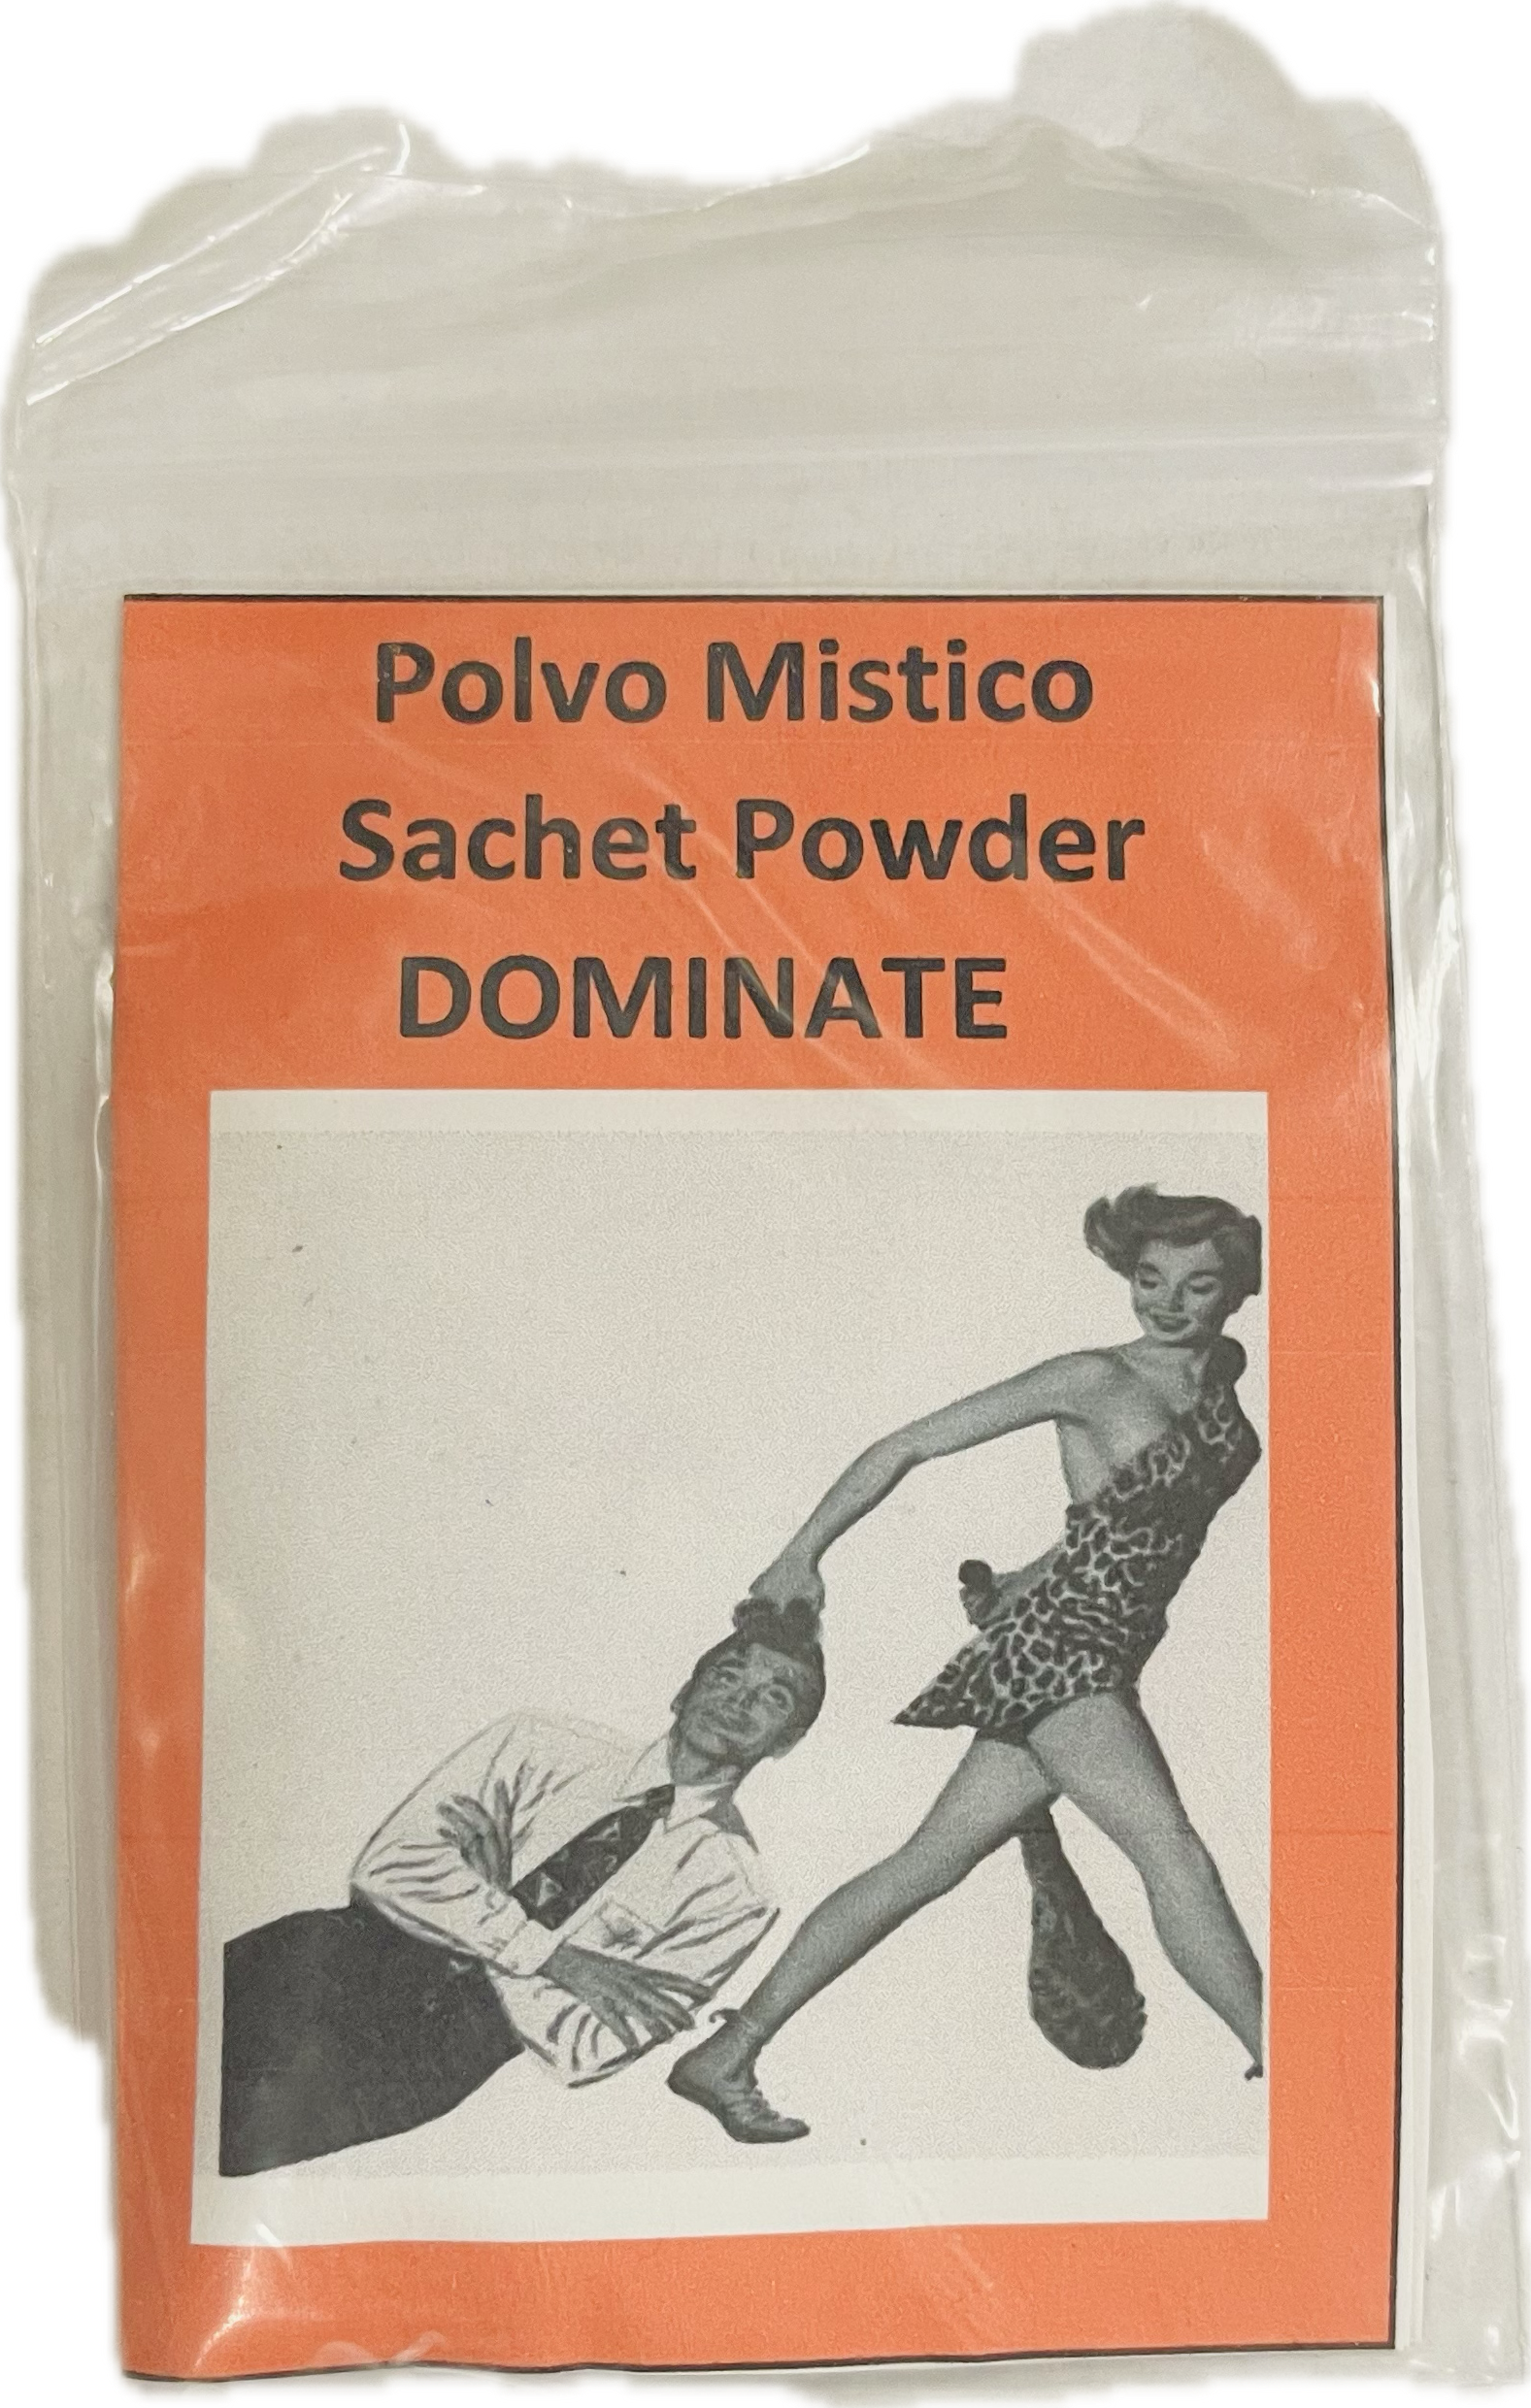 Polvo Mistico
Sachet Powder
DOMINATE